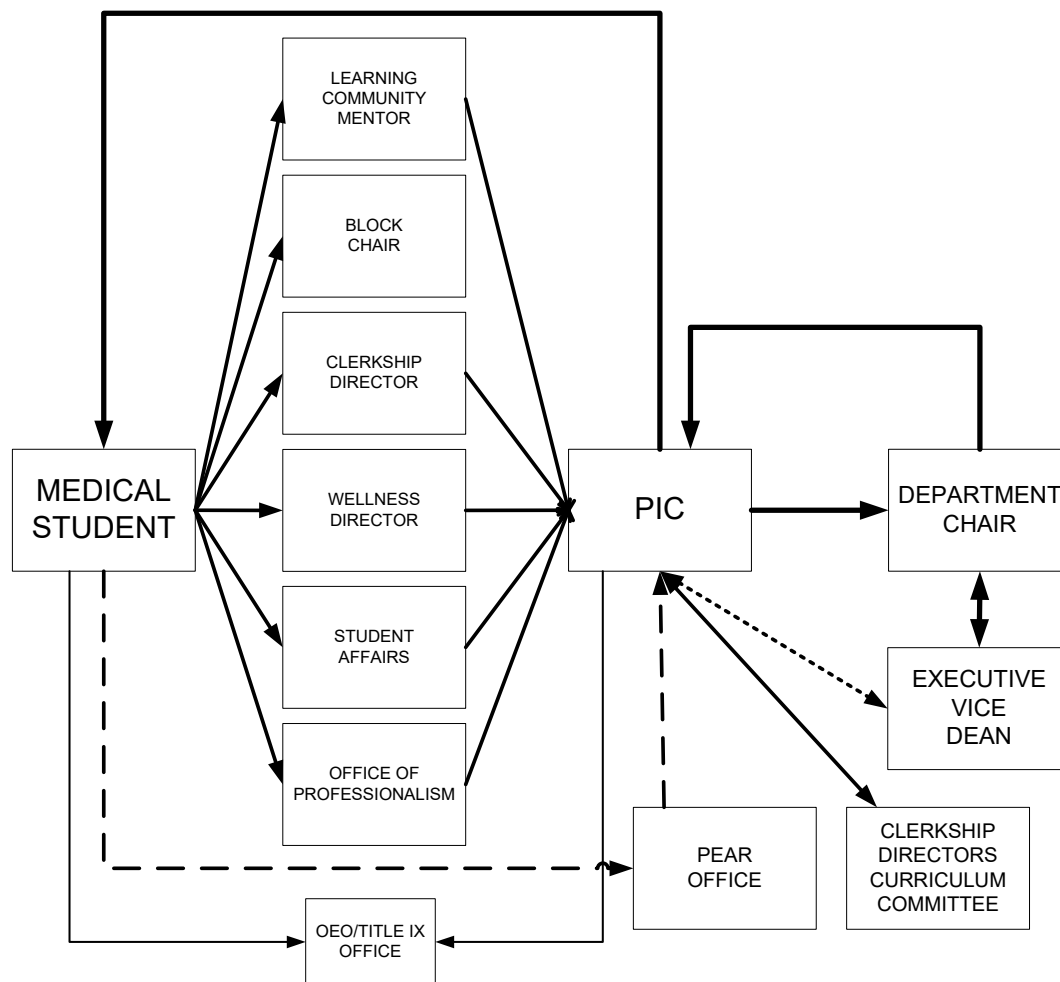 LEARNING
COMMUNITY
MENTOR
BLOCK
CHAIR
CLERKSHIP
DIRECTOR
MEDICAL
STUDENT
WELLNESS
DIRECTOR
PIC
DEPARTMENT
CHAIR
STUDENT
AFFAIRS
EXECUTIVE
VICE
DEAN
OFFICE OF
PROFESSIONALISM
PEAR
OFFICE
CLERKSHIP
DIRECTORS
CURRICULUM
COMMITTEE
OEO/TITLE IX
OFFICE